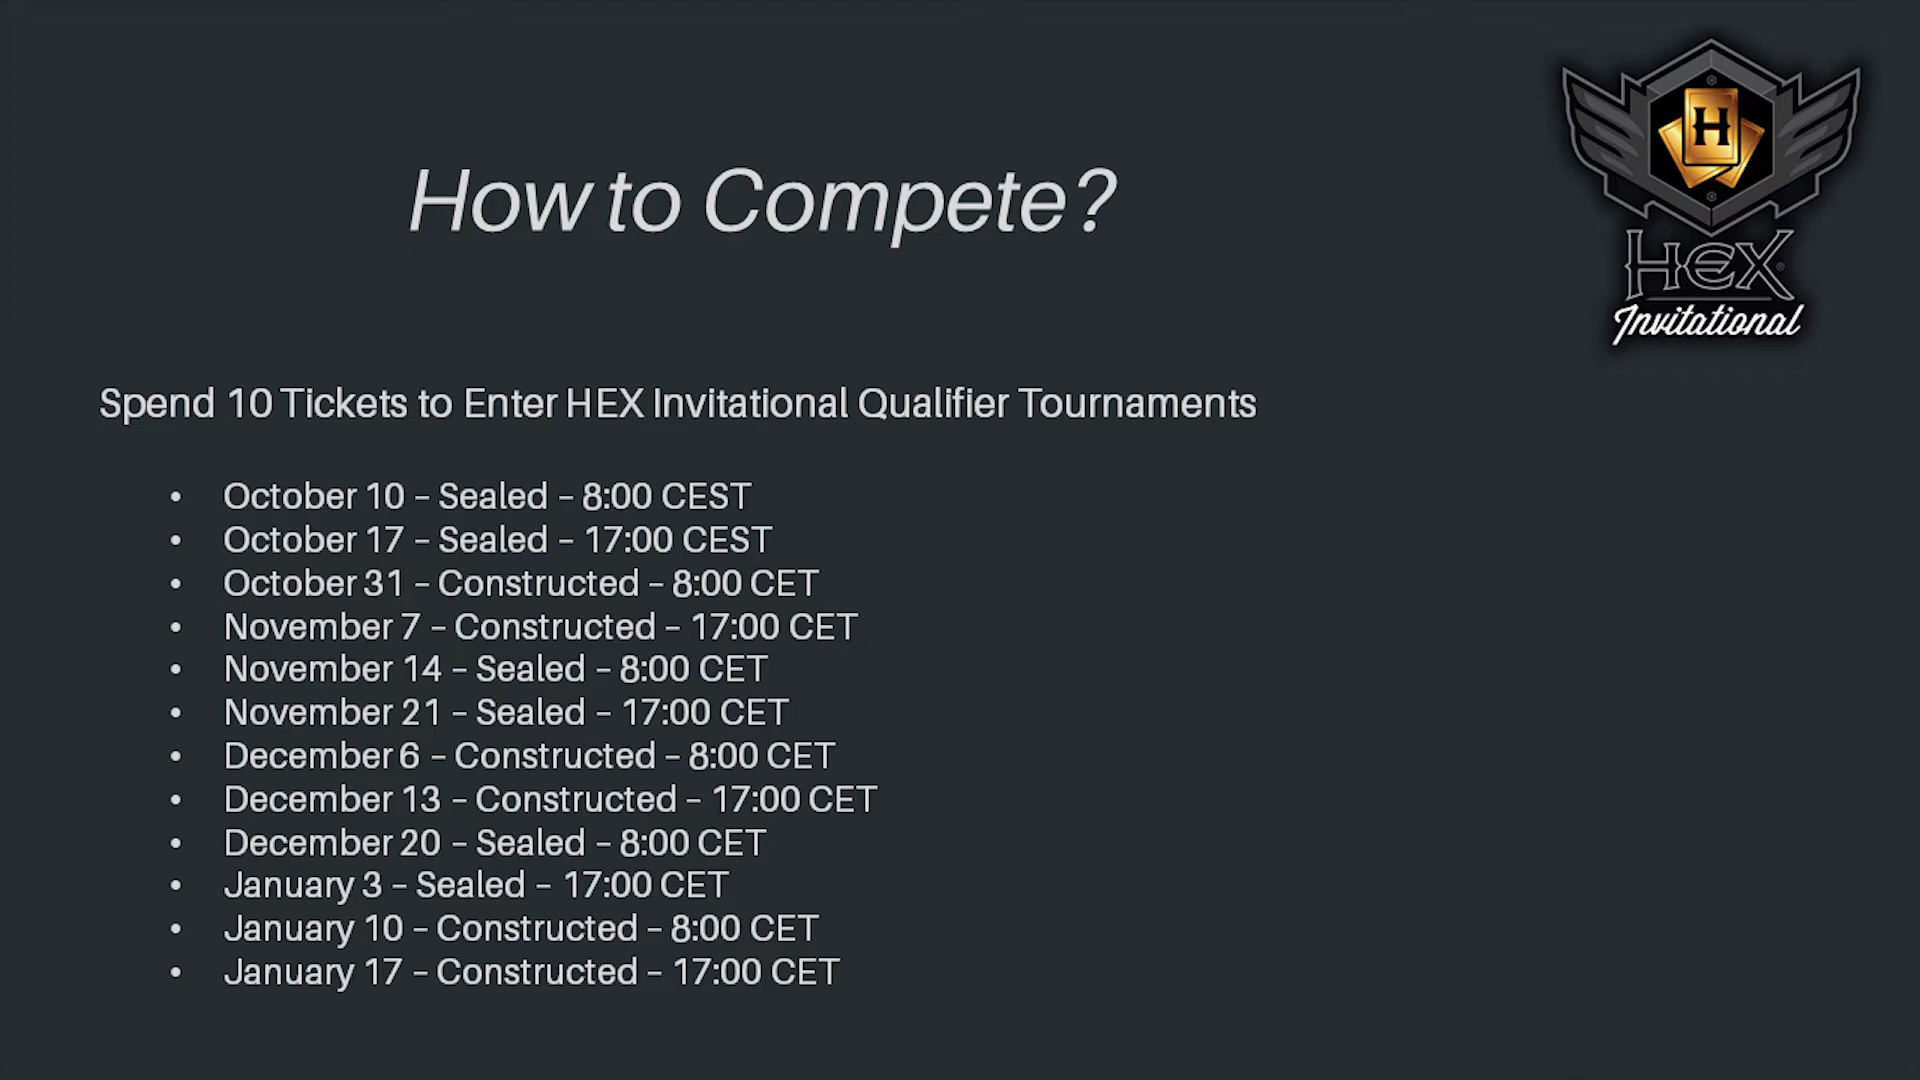 H
HEX
Invitational
How to Compete?
Spend 10 Tickets to Enter HEX Invitational Qualifier Tournaments
• October 10 – Sealed – 8:00 CEST
• October 17 – Sealed – 17:00 CEST
• October 31 – Constructed – 8:00 CET
• November 7 – Constructed – 17:00 CET
• November 14 – Sealed – 8:00 CET
• November 21 – Sealed – 17:00 CET
• December 6 – Constructed – 8:00 CET
• December 13 – Constructed – 17:00 CET
• December 20 – Sealed – 8:00 CET
• January 3 – Sealed – 17:00 CET
• January 10 – Constructed – 8:00 CET
• January 17 – Constructed – 17:00 CET